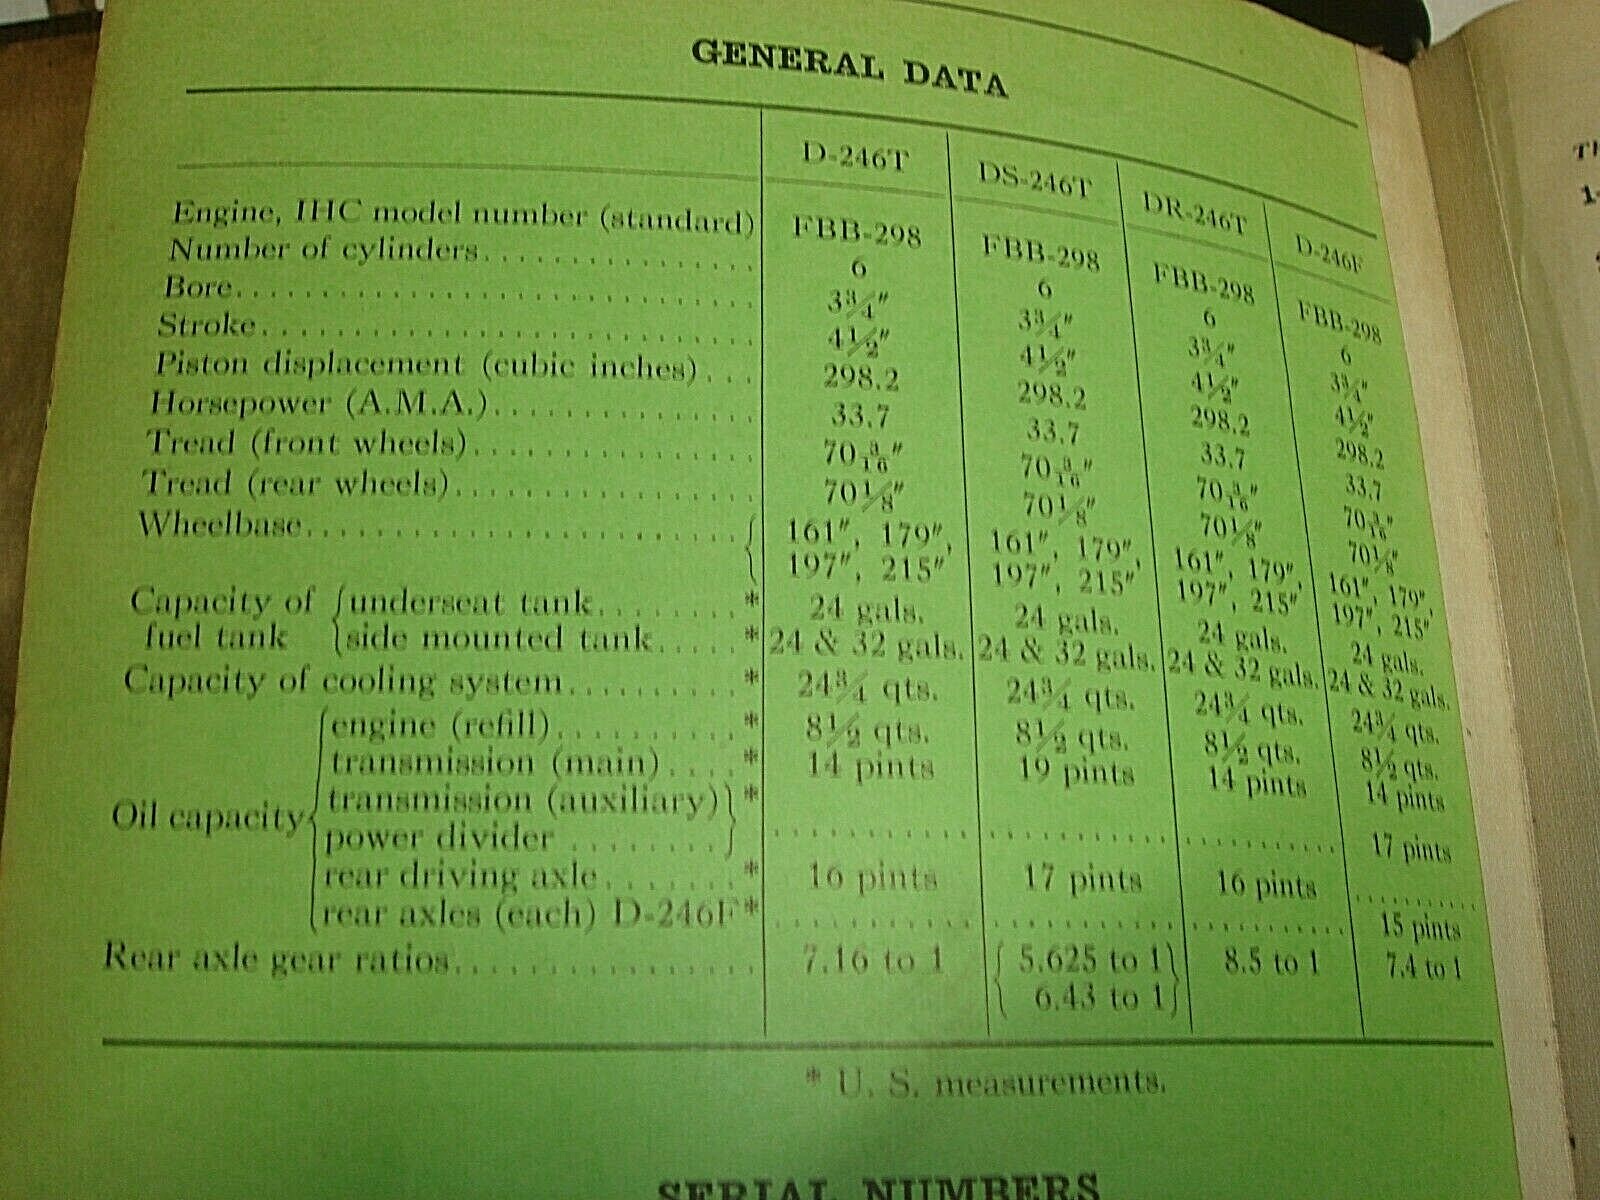 GENERAL DATA
D-246T DS-246T DR-246T D-246F
Engine, IHC model number (standard) FBB-298 FBB-298 FBB-298 FBB-298
Number of cylinders................ 6 6 6 6
Bore............................. 3¾″ 3¾″ 3¾″ 3¾″
Stroke........................... 4½″ 4½″ 4½″ 4½″
Piston displacement (cubic inches)... 298.2 298.2 298.2 298.2
Horsepower (A.M.A.)............... 33.7 33.7 33.7 33.7
Tread (front wheels)................ 70 3/16″ 70 3/16″ 70 3/16″ 70 3/16″
Tread (rear wheels)................. 70⅛″ 70⅛″ 70⅛″ 70⅛″
Wheelbase........................ { 161″, 179″, 161″, 179″, 161″, 179″, 161″, 179″,
197″, 215″ 197″, 215″ 197″, 215″ 197″, 215″
Capacity of { underseat tank........* 24 gals. 24 gals. 24 gals. 24 gals.
fuel tank { side mounted tank.....* 24 & 32 gals. 24 & 32 gals. 24 & 32 gals. 24 & 32 gals.
Capacity of cooling system..........* 24¾ qts. 24¾ qts. 24¾ qts. 24¾ qts.
engine (refill)..........* 8½ qts. 8½ qts. 8½ qts. 8½ qts.
transmission (main)....* 14 pints 19 pints 14 pints 14 pints
transmission (auxiliary) } *
Oil capacity {
power divider ........ } ........... ........... ........... 17 pints
rear driving axle.......* 16 pints 17 pints 16 pints ...........
rear axles (each) D-246F* ........... ........... ........... 15 pints
Rear axle gear ratios................. 7.16 to 1 { 5.625 to 1 } 8.5 to 1 7.4 to 1
6.43 to 1
* U. S. measurements.
SERIAL NUMBERS